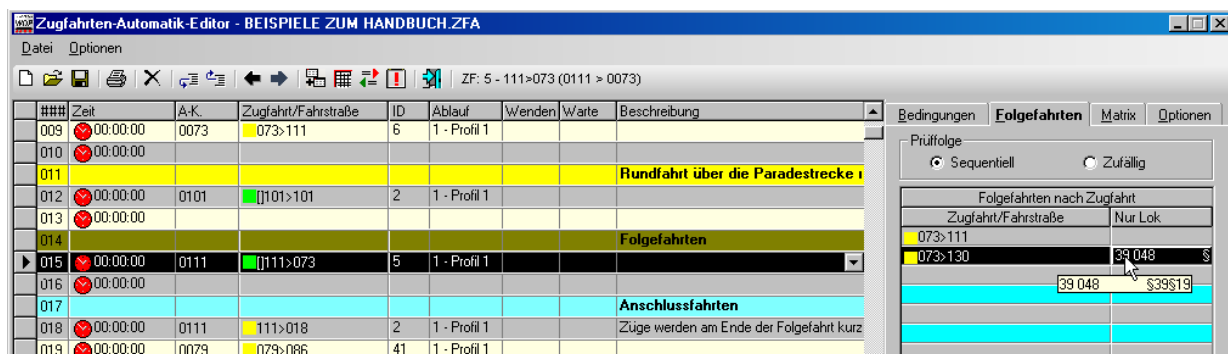 Zugfahrten-Automatik-Editor - BEISPIELE ZUM HANDBUCH.ZFA
Datei Optionen
ZF: 5 - 111>073 (0111 > 0073)
### Zeit A-K. Zugfahrt/Fahrstraße ID Ablauf Wenden Warte Beschreibung
009 00:00:00 0073 073>111 6 1 - Profil 1
010 00:00:00
011 Rundfahrt über die Paradestrecke
012 00:00:00 0101 []101>101 2 1 - Profil 1
013 00:00:00
014 Folgefahrten
015 00:00:00 0111 []111>073 5 1 - Profil 1
016 00:00:00
017 Anschlussfahrten
018 00:00:00 0111 111>018 2 1 - Profil 1 Züge werden am Ende der Folgefahrt kurz
019 00:00:00 0079 079>086 41 1 - Profil 1
Bedingungen Folgefahrten Matrix Optionen
Prüffolge
Sequentiell Zufällig
Folgefahrten nach Zugfahrt
Zugfahrt/Fahrstraße Nur Lok
073>111
073>130 39 048 §
39 048 §39§19